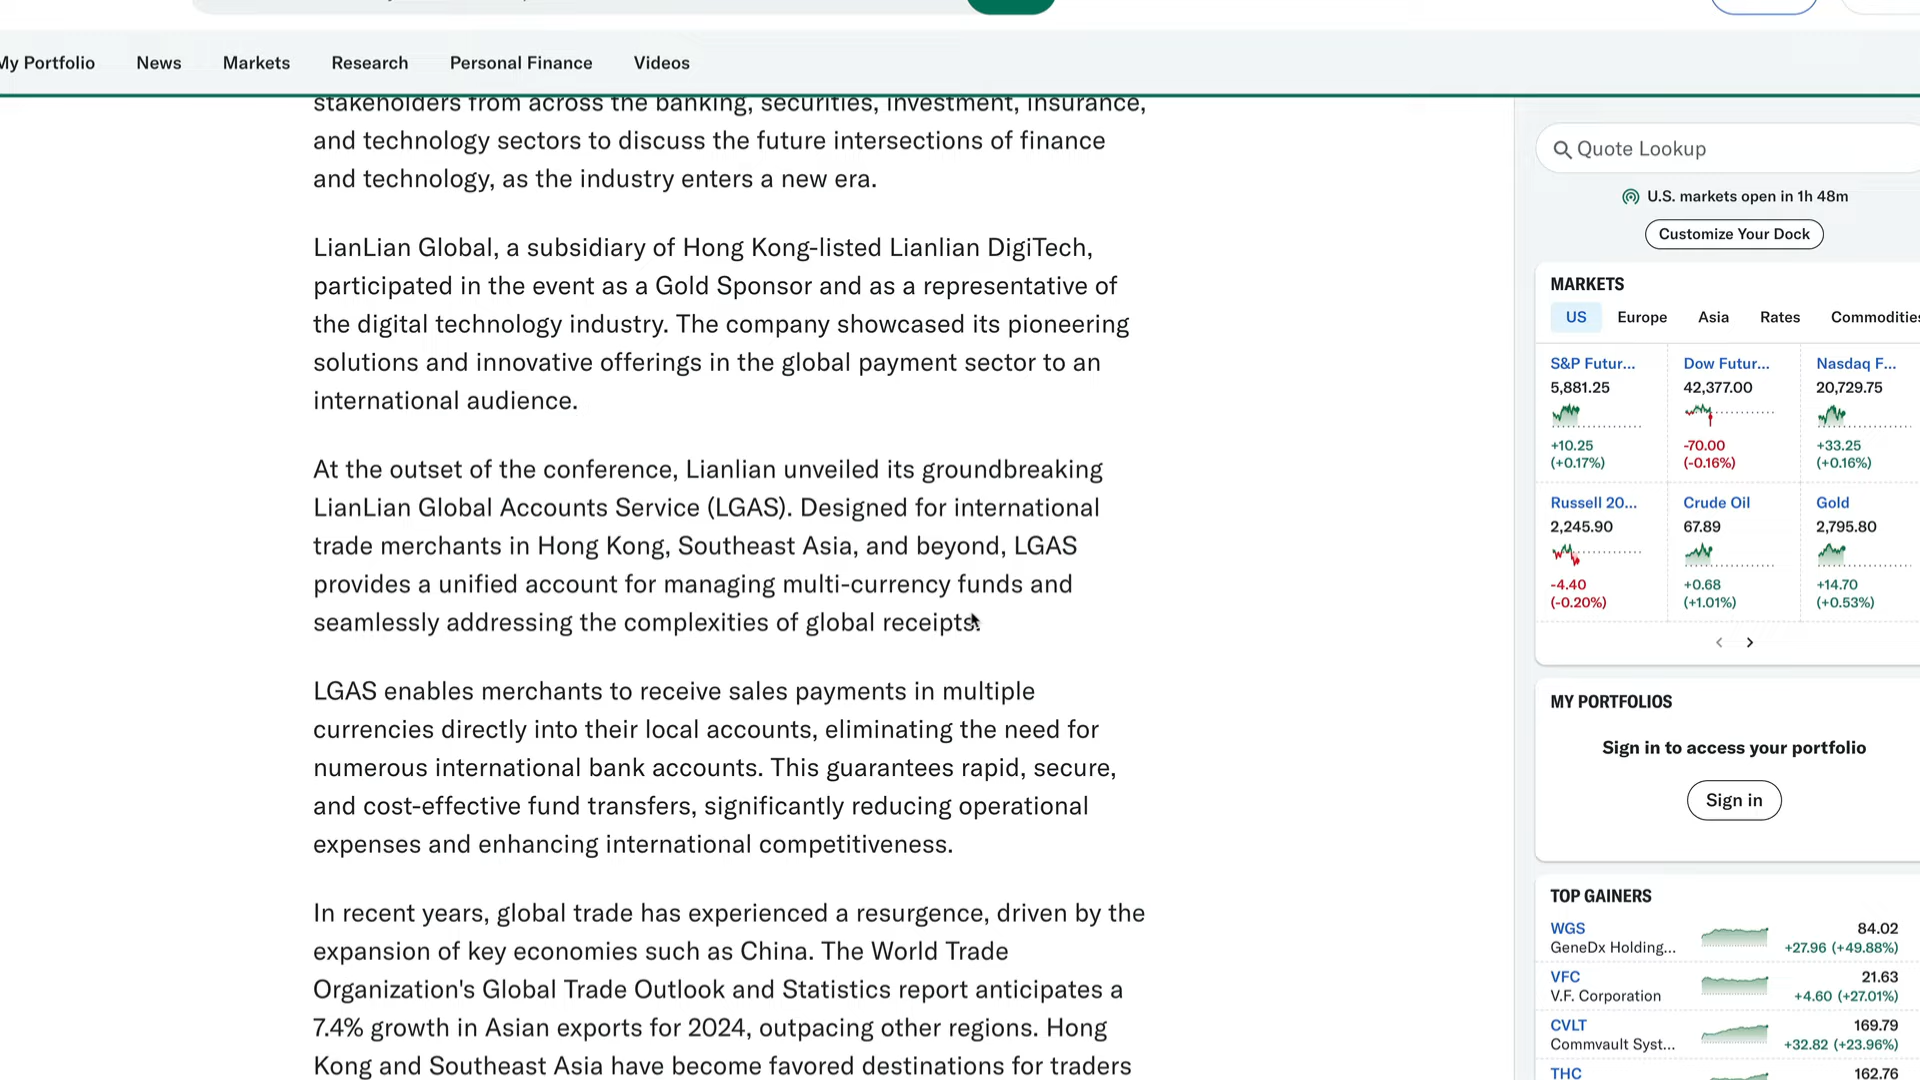 My Portfolio
News
Markets
Research
Personal Finance
Videos
stakeholders from across the banking, securities, investment, insurance,
and technology sectors to discuss the future intersections of finance
and technology, as the industry enters a new era.
LianLian Global, a subsidiary of Hong Kong-listed Lianlian DigiTech,
participated in the event as a Gold Sponsor and as a representative of
the digital technology industry. The company showcased its pioneering
solutions and innovative offerings in the global payment sector to an
international audience.
At the outset of the conference, Lianlian unveiled its groundbreaking
LianLian Global Accounts Service (LGAS). Designed for international
trade merchants in Hong Kong, Southeast Asia, and beyond, LGAS
provides a unified account for managing multi-currency funds and
seamlessly addressing the complexities of global receipts.
LGAS enables merchants to receive sales payments in multiple
currencies directly into their local accounts, eliminating the need for
numerous international bank accounts. This guarantees rapid, secure,
and cost-effective fund transfers, significantly reducing operational
expenses and enhancing international competitiveness.
In recent years, global trade has experienced a resurgence, driven by the
expansion of key economies such as China. The World Trade
Organization's Global Trade Outlook and Statistics report anticipates a
7.4% growth in Asian exports for 2024, outpacing other regions. Hong
Kong and Southeast Asia have become favored destinations for traders
Quote Lookup
U.S. markets open in 1h 48m
Customize Your Dock
MARKETS
US Europe Asia Rates Commodities
S&P Futur... Dow Futur... Nasdaq F...
5,881.25 42,377.00 20,729.75
+10.25 -70.00 +33.25
(+0.17%) (-0.16%) (+0.16%)
Russell 20... Crude Oil Gold
2,245.90 67.89 2,795.80
-4.40 +0.68 +14.70
(-0.20%) (+1.01%) (+0.53%)
MY PORTFOLIOS
Sign in to access your portfolio
Sign in
TOP GAINERS
WGS 84.02
GeneDx Holding... +27.96 (+49.88%)
VFC 21.63
V.F. Corporation +4.60 (+27.01%)
CVLT 169.79
Commvault Syst... +32.82 (+23.96%)
THC 162.76